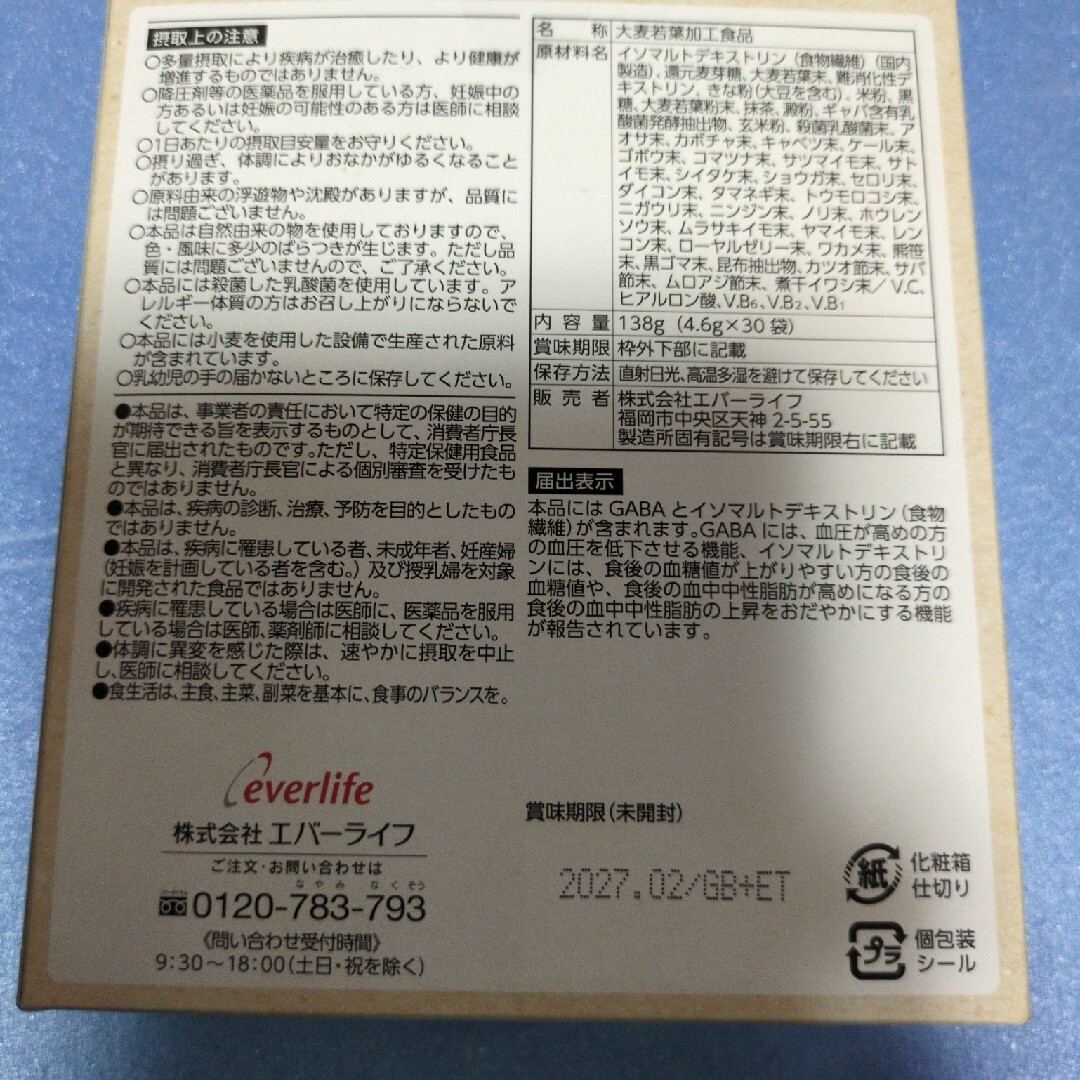 摂取上の注意
○多量摂取により疾病が治癒したり、より健康が
増進するものではありません。
○降圧剤等の医薬品を服用している方、妊娠中の
方あるいは妊娠の可能性のある方は医師に相談
してください。
○1日あたりの摂取目安量をお守りください。
○摂り過ぎ、体調によりおなかがゆるくなること
があります。
○原料由来の浮遊物や沈殿がありますが、品質に
は問題ございません。
○本品は自然由来の物を使用しておりますので、
色・風味に多少のばらつきが生じます。ただし品
質には問題ございませんので、ご了承ください。
○本品には殺菌した乳酸菌を使用しています。ア
レルギー体質の方はお召し上がりにならないで
ください。
○本品には小麦を使用した設備で生産された原料
が含まれています。
○乳幼児の手の届かないところに保存してください。
●本品は、事業者の責任において特定の保健の目的
が期待できる旨を表示するものとして、消費者庁長
官に届出されたものです。ただし、特定保健用食品
と異なり、消費者庁長官による個別審査を受けたも
のではありません。
●本品は、疾病の診断、治療、予防を目的としたもの
ではありません。
●本品は、疾病に罹患している者、未成年者、妊産婦
(妊娠を計画している者を含む。)及び授乳婦を対象
に開発された食品ではありません。
●疾病に罹患している場合は医師に、医薬品を服用
している場合は医師、薬剤師に相談してください。
●体調に異変を感じた際は、速やかに摂取を中止
し、医師に相談してください。
●食生活は、主食、主菜、副菜を基本に、食事のバランスを。
everlife
株式会社 エバーライフ
ご注文・お問い合わせは
なやみ なくそう
0120-783-793
《問い合わせ受付時間》
9:30～18:00(土日・祝を除く)
名称 大麦若葉加工食品
原材料名 イソマルトデキストリン(食物繊維)(国内
製造)、還元麦芽糖、大麦若葉末、難消化性デ
キストリン、きな粉(大豆を含む)、米粉、黒
糖、大麦若葉粉末、抹茶、澱粉、ギャバ含有乳
酸菌発酵抽出物、玄米粉、殺菌乳酸菌末、ア
オサ末、カボチャ末、キャベツ末、ケール末、
ゴボウ末、コマツナ末、サツマイモ末、サト
イモ末、シイタケ末、ショウガ末、セロリ末、
ダイコン末、タマネギ末、トウモロコシ末、
ニガウリ末、ニンジン末、ノリ末、ホウレン
ソウ末、ムラサキイモ末、ヤマイモ末、レン
コン末、ローヤルゼリー末、ワカメ末、熊笹
末、黒ゴマ末、昆布抽出物、カツオ節末、サバ
節末、ムロアジ節末、煮干イワシ末／V.C、
ヒアルロン酸、V.B₆、V.B₂、V.B₁
内容量 138g(4.6g×30袋)
賞味期限 枠外下部に記載
保存方法 直射日光、高温多湿を避けて保存してください
販売者 株式会社エバーライフ
福岡市中央区天神2-5-55
製造所固有記号は賞味期限右に記載
届出表示
本品にはGABAとイソマルトデキストリン(食物
繊維)が含まれます。GABAには、血圧が高めの方
の血圧を低下させる機能、イソマルトデキストリ
ンには、食後の血糖値が上がりやすい方の食後の
血糖値や、食後の血中中性脂肪が高めになる方の
食後の血中中性脂肪の上昇をおだやかにする機能
が報告されています。
賞味期限(未開封)
2027.02/GB+ET
紙
化粧箱
仕切り
プラ
個包装
シール